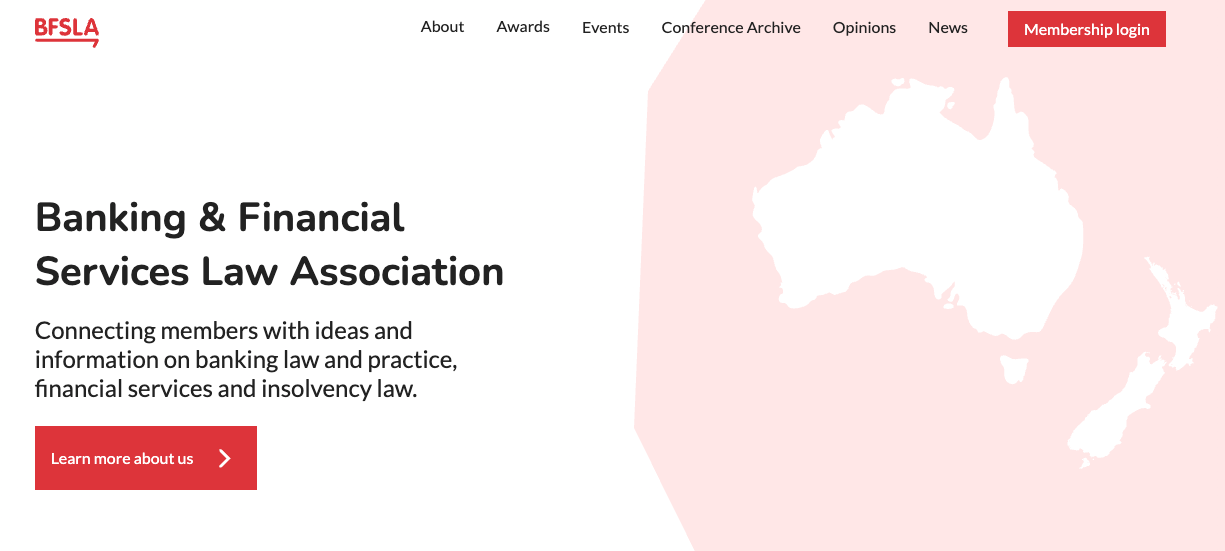 BFSLA
About Awards Events Conference Archive Opinions News Membership login
Banking & Financial
Services Law Association
Connecting members with ideas and
information on banking law and practice,
financial services and insolvency law.
Learn more about us